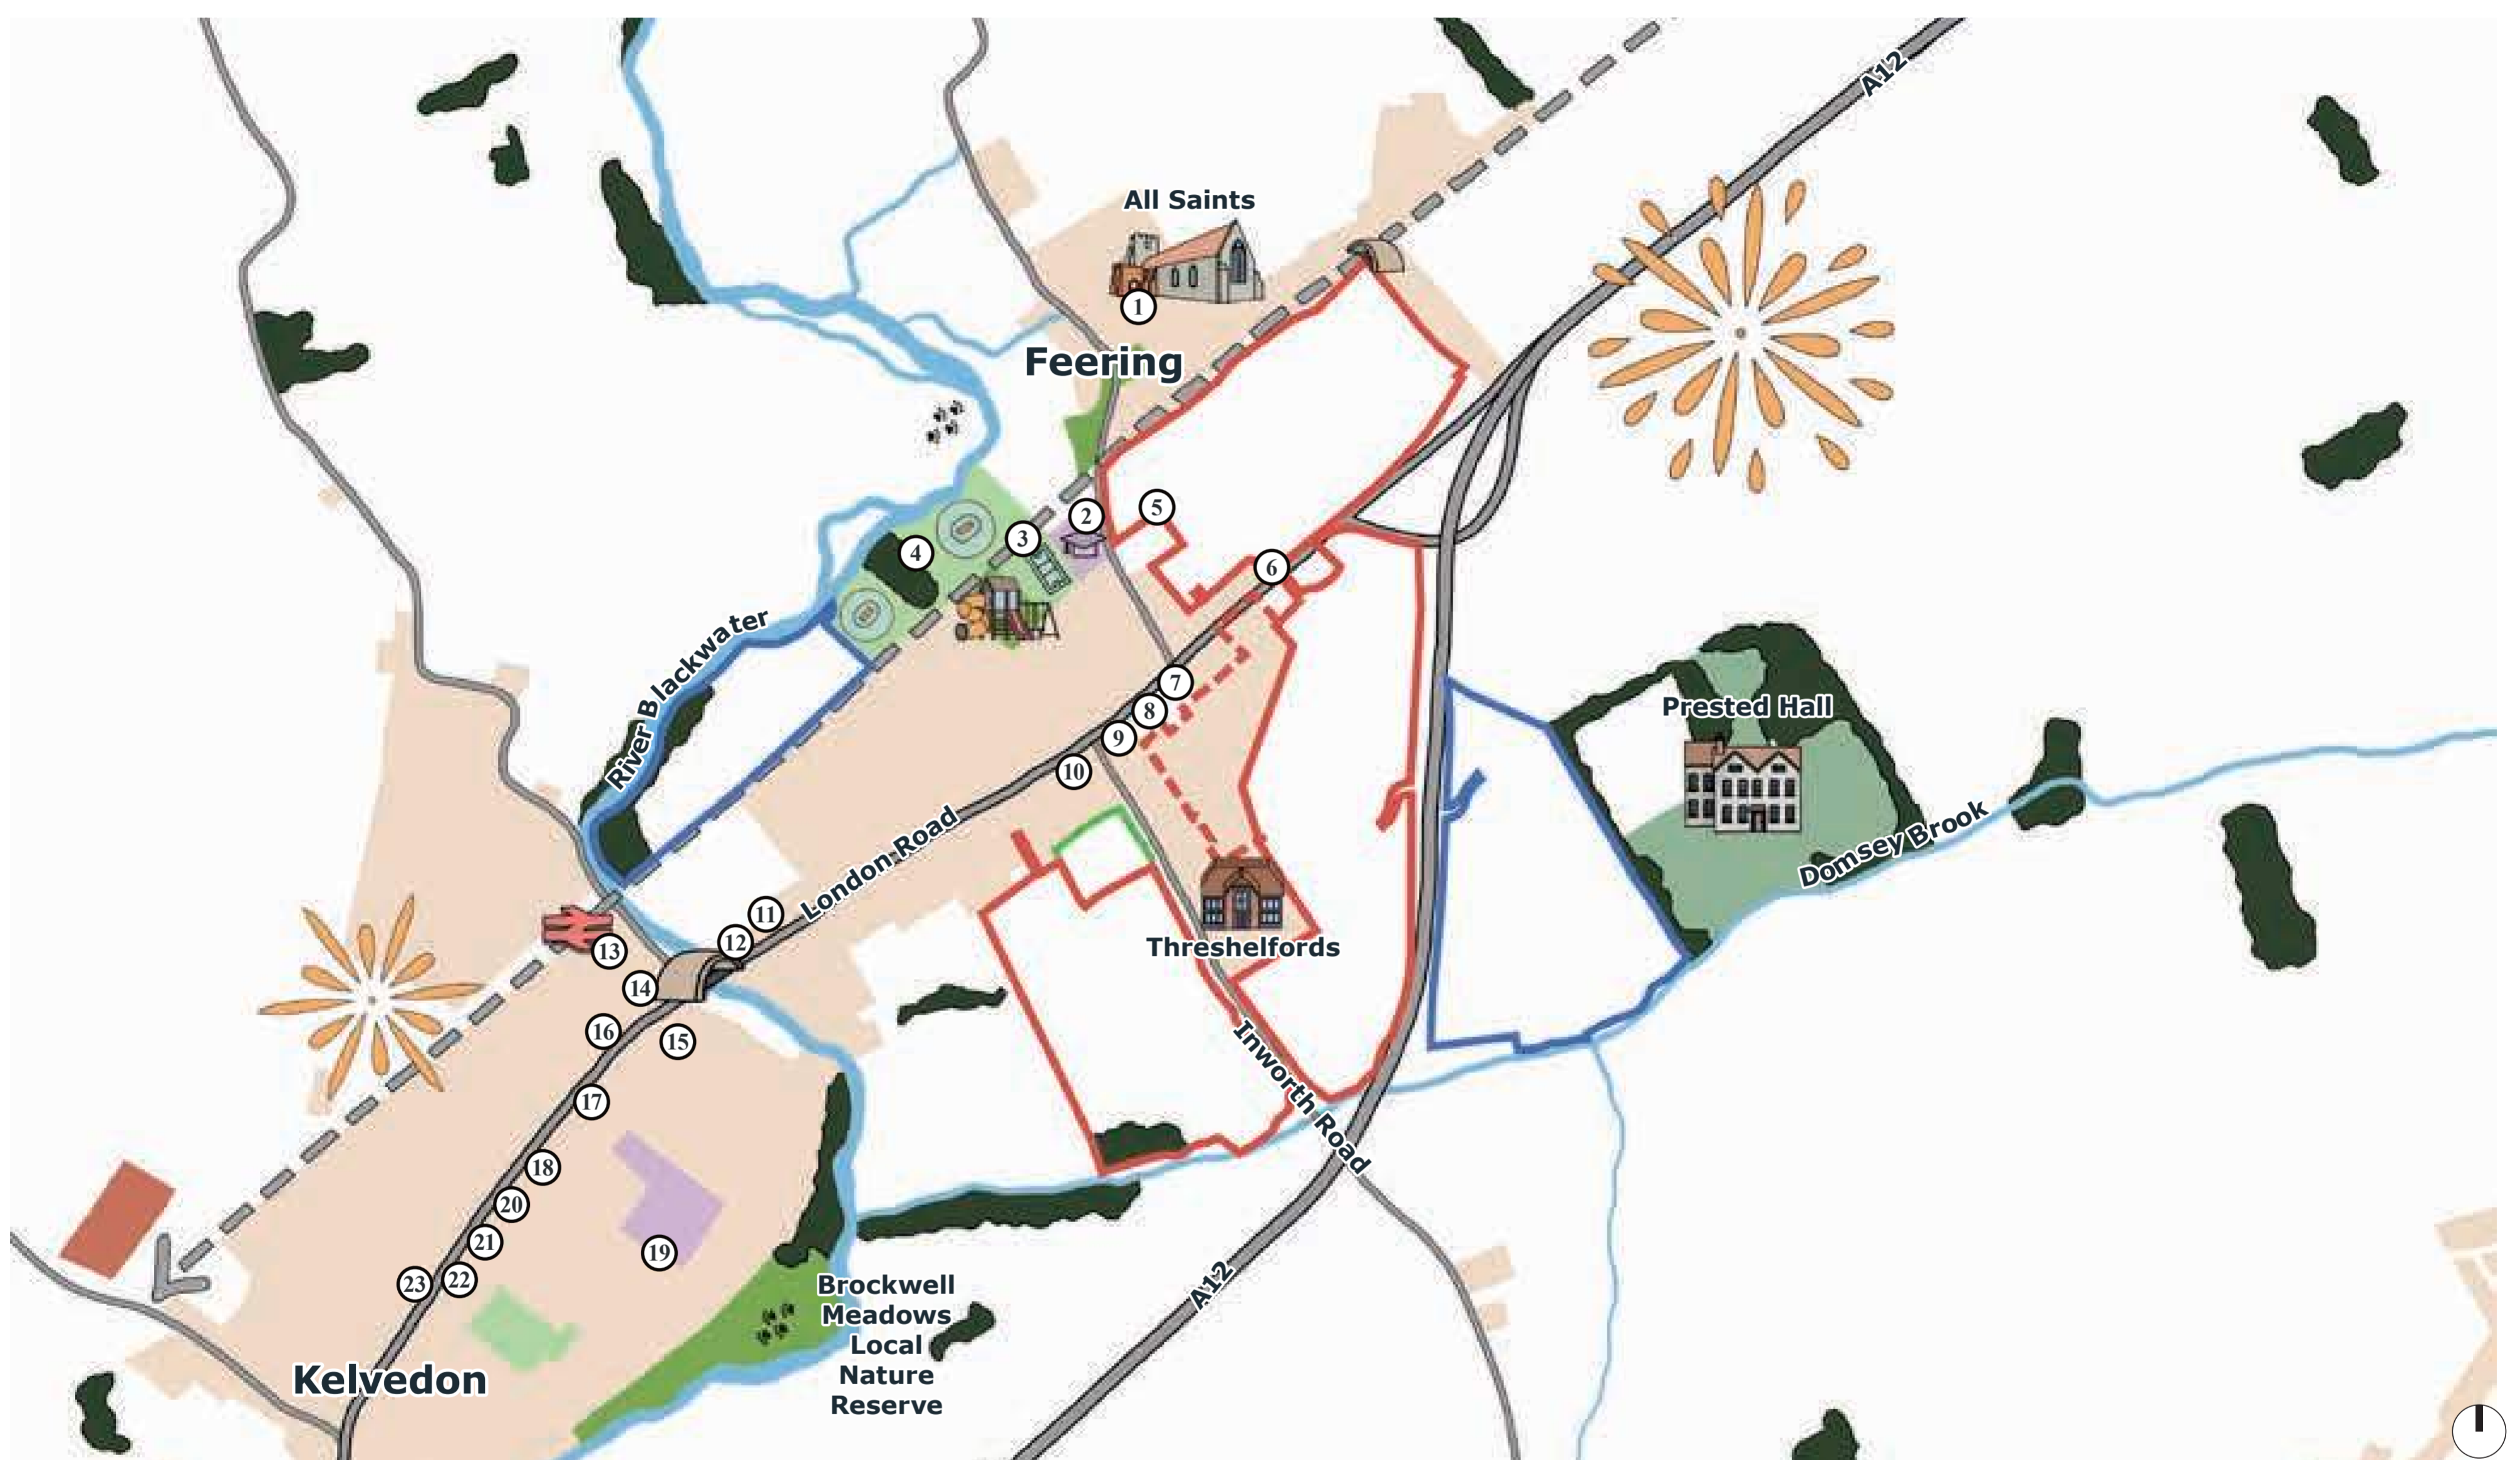 A12
All Saints
1
Feering
5
2
3
4
6
River Blackwater
7
Prested Hall
8
9
10
London Road
Domsey Brook
11
12
13
Threshelfords
14
16
15
Inworth Road
17
18
20
21
19
23
22
A12
Brockwell
Meadows
Local
Nature
Reserve
Kelvedon